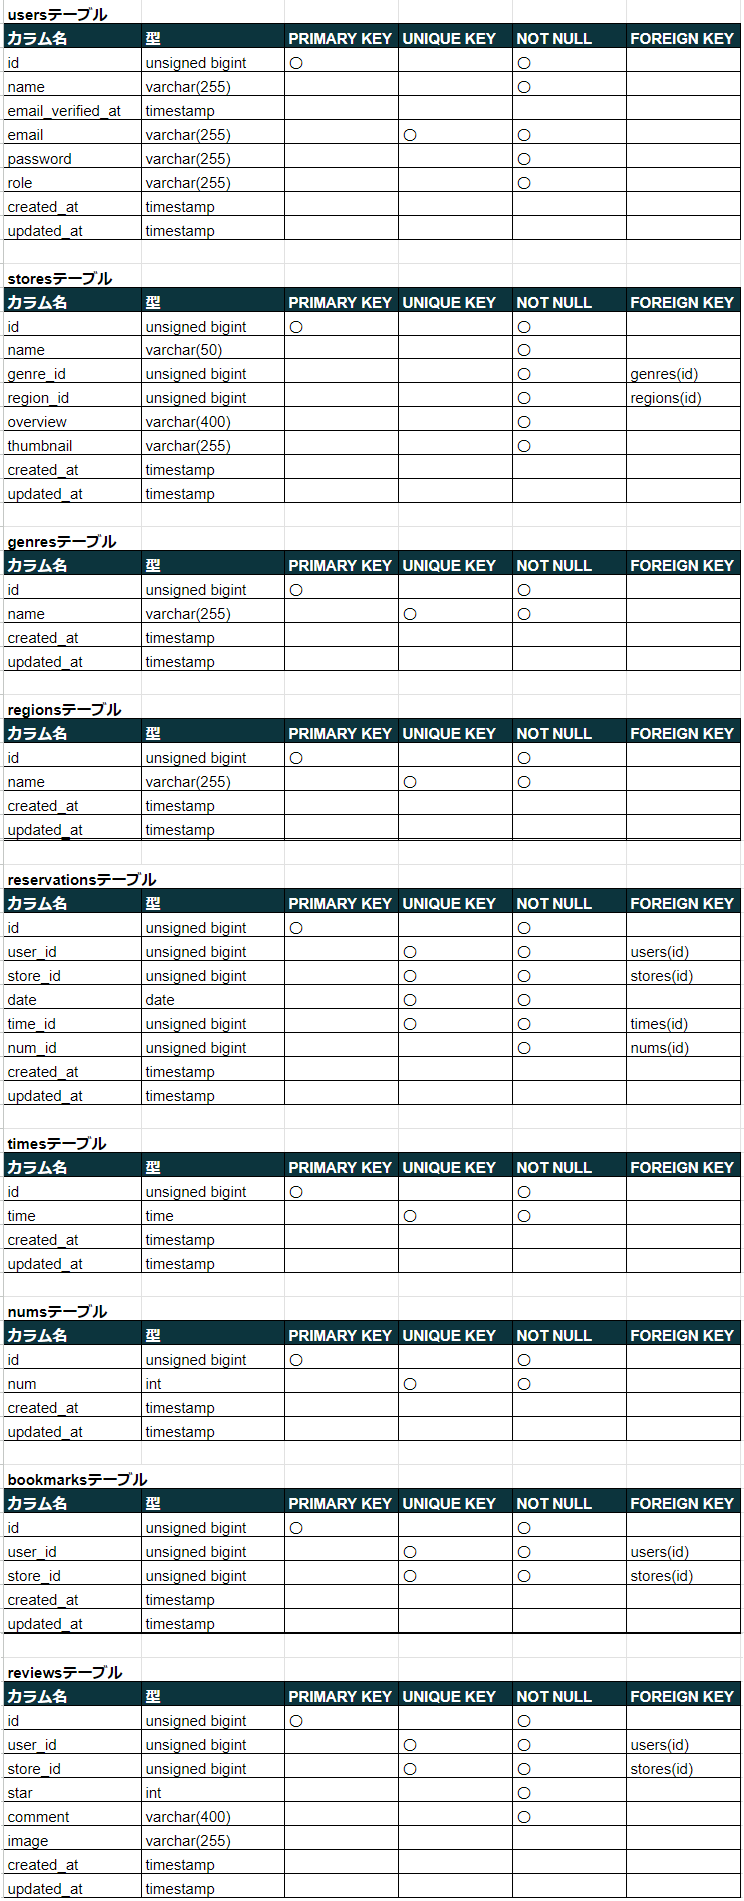 usersテーブル
カラム名 型 PRIMARY KEY UNIQUE KEY NOT NULL FOREIGN KEY
id unsigned bigint ○ ○
name varchar(255) ○
email_verified_at timestamp
email varchar(255) ○ ○
password varchar(255) ○
role varchar(255) ○
created_at timestamp
updated_at timestamp
storesテーブル
カラム名 型 PRIMARY KEY UNIQUE KEY NOT NULL FOREIGN KEY
id unsigned bigint ○ ○
name varchar(50) ○
genre_id unsigned bigint ○ genres(id)
region_id unsigned bigint ○ regions(id)
overview varchar(400) ○
thumbnail varchar(255) ○
created_at timestamp
updated_at timestamp
genresテーブル
カラム名 型 PRIMARY KEY UNIQUE KEY NOT NULL FOREIGN KEY
id unsigned bigint ○ ○
name varchar(255) ○ ○
created_at timestamp
updated_at timestamp
regionsテーブル
カラム名 型 PRIMARY KEY UNIQUE KEY NOT NULL FOREIGN KEY
id unsigned bigint ○ ○
name varchar(255) ○ ○
created_at timestamp
updated_at timestamp
reservationsテーブル
カラム名 型 PRIMARY KEY UNIQUE KEY NOT NULL FOREIGN KEY
id unsigned bigint ○ ○
user_id unsigned bigint ○ ○ users(id)
store_id unsigned bigint ○ ○ stores(id)
date date ○ ○
time_id unsigned bigint ○ ○ times(id)
num_id unsigned bigint ○ nums(id)
created_at timestamp
updated_at timestamp
timesテーブル
カラム名 型 PRIMARY KEY UNIQUE KEY NOT NULL FOREIGN KEY
id unsigned bigint ○ ○
time time ○ ○
created_at timestamp
updated_at timestamp
numsテーブル
カラム名 型 PRIMARY KEY UNIQUE KEY NOT NULL FOREIGN KEY
id unsigned bigint ○ ○
num int ○ ○
created_at timestamp
updated_at timestamp
bookmarksテーブル
カラム名 型 PRIMARY KEY UNIQUE KEY NOT NULL FOREIGN KEY
id unsigned bigint ○ ○
user_id unsigned bigint ○ ○ users(id)
store_id unsigned bigint ○ ○ stores(id)
created_at timestamp
updated_at timestamp
reviewsテーブル
カラム名 型 PRIMARY KEY UNIQUE KEY NOT NULL FOREIGN KEY
id unsigned bigint ○ ○
user_id unsigned bigint ○ ○ users(id)
store_id unsigned bigint ○ ○ stores(id)
star int ○
comment varchar(400) ○
image varchar(255)
created_at timestamp
updated_at timestamp